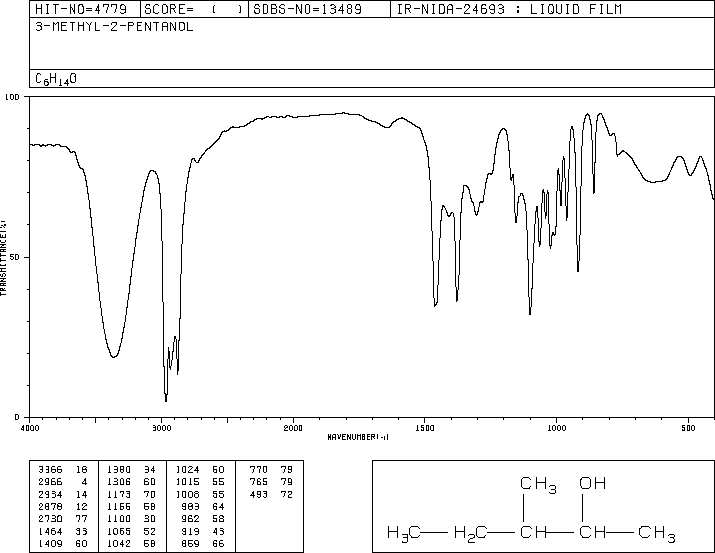 HIT-NO=4779 SCORE= ( ) SDBS-NO=13489 IR-NIDA-24693 : LIQUID FILM
3-METHYL-2-PENTANOL
C6H14O
100
50
0
TRANSMITTANCE(%)
4000 3000 2000 1500 1000 500
WAVENUMBER(-1)
3366 18 1380 34 1024 60 770 79
2966 4 1306 60 1015 55 765 79
2934 14 1173 70 1008 55 493 72
2878 12 1156 58 983 64
2730 77 1100 30 962 58
1464 33 1065 52 919 43
1409 60 1042 58 859 66
CH3 OH
H3C H2C CH CH CH3